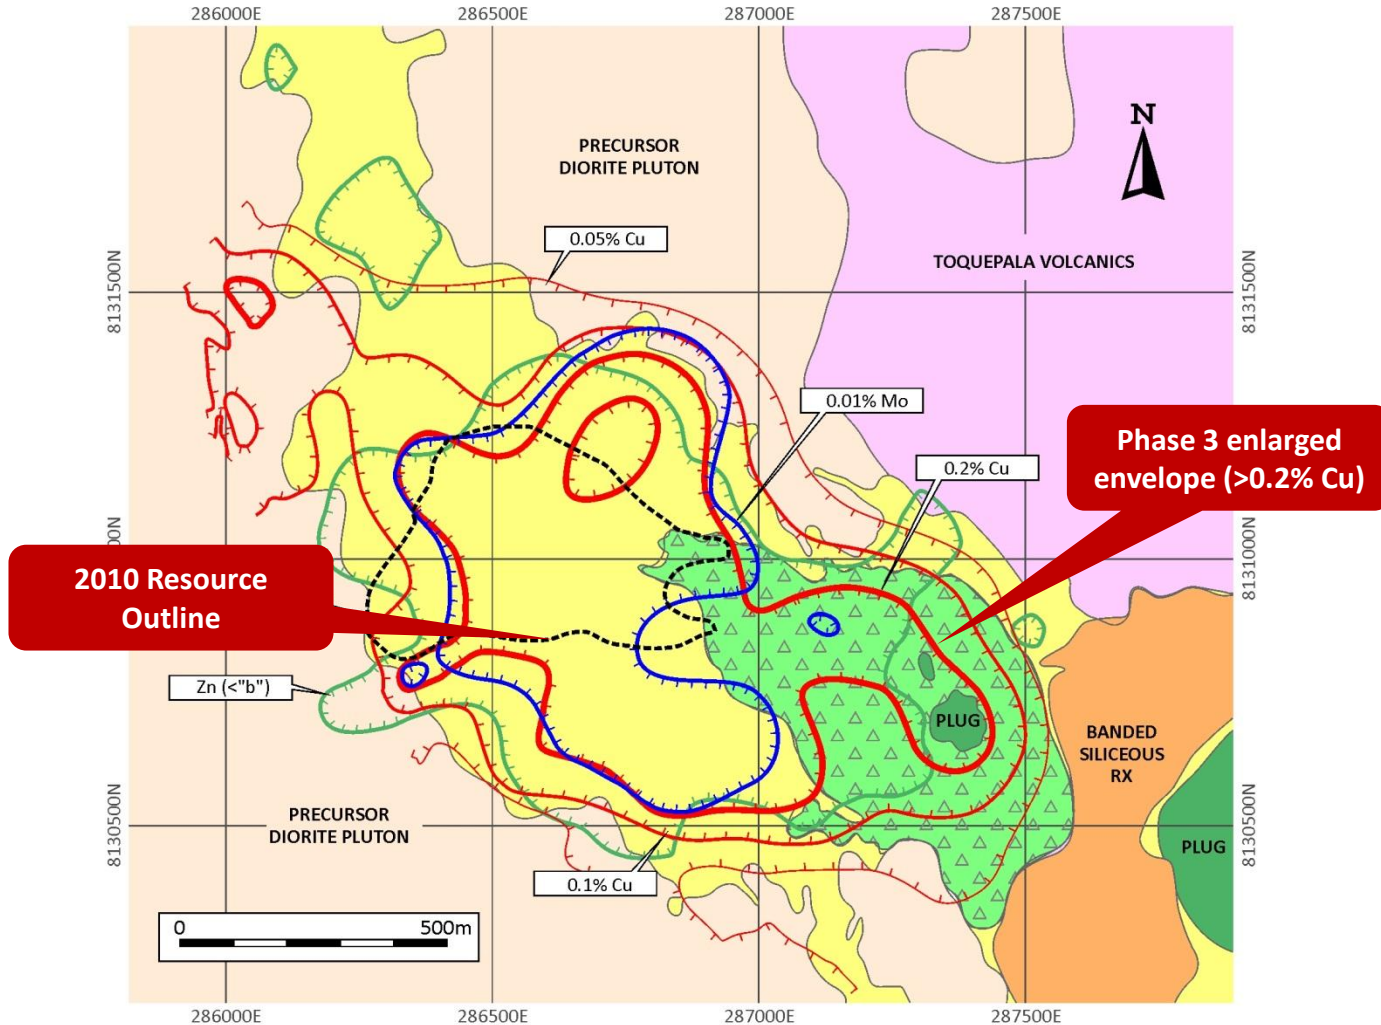 286000E
286500E
287000E
287500E
N
PRECURSOR
DIORITE PLUTON
0.05% Cu
TOQUEPALA VOLCANICS
8131500N
8131500N
0.01% Mo
0.2% Cu
Phase 3 enlarged
envelope (>0.2% Cu)
8131000N
2010 Resource
Outline
Zn (<"b")
PLUG
BANDED
SILICEOUS
RX
8130500N
8130500N
PRECURSOR
DIORITE PLUTON
PLUG
0.1% Cu
0
500m
286000E
286500E
287000E
287500E